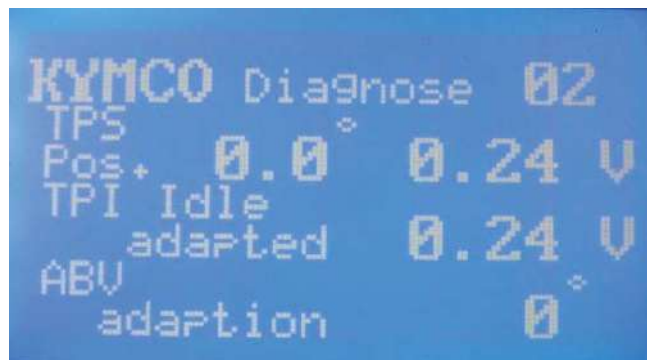 KYMCO Diagnose 02
TPS
Pos. 0.0° 0.24 V
TPI Idle
adapted 0.24 V
ABV
adaption 0°